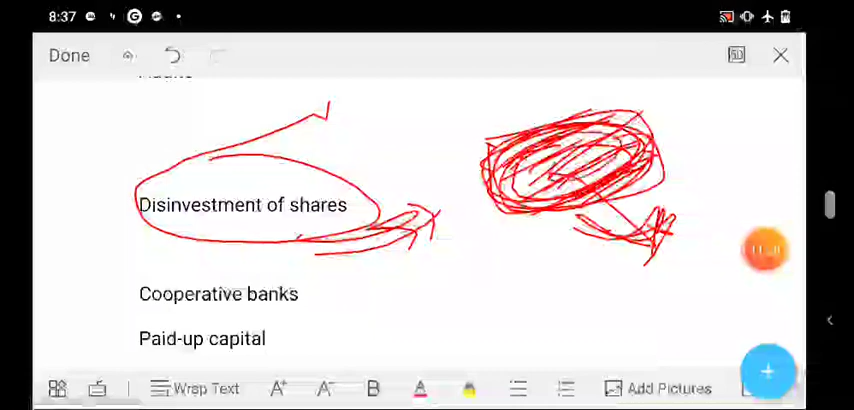 8:37
Done
Disinvestment of shares
Cooperative banks
Paid-up capital
Wrap Text A+ A- B A Add Pictures